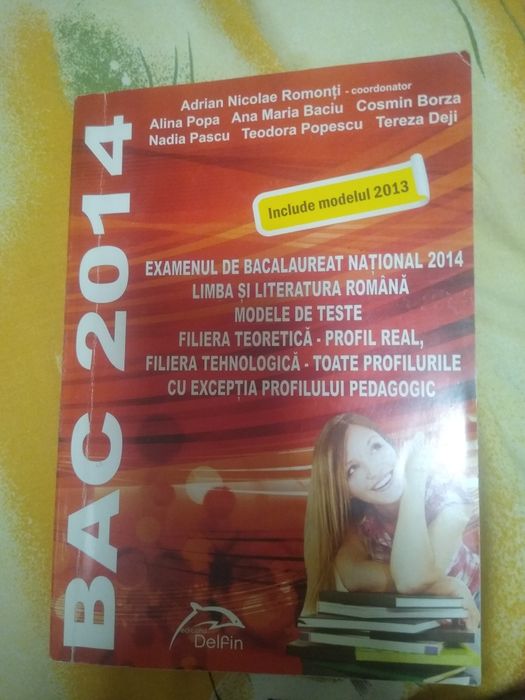 Adrian Nicolae Romonți - coordonator
Alina Popa Ana Maria Baciu Cosmin Borza
Nadia Pascu Teodora Popescu Tereza Deji
Include modelul 2013
EXAMENUL DE BACALAUREAT NAȚIONAL 2014
LIMBA ȘI LITERATURA ROMÂNĂ
MODELE DE TESTE
FILIERA TEORETICĂ - PROFIL REAL,
FILIERA TEHNOLOGICĂ - TOATE PROFILURILE
CU EXCEPȚIA PROFILULUI PEDAGOGIC
BAC 2014
editura
Delfin